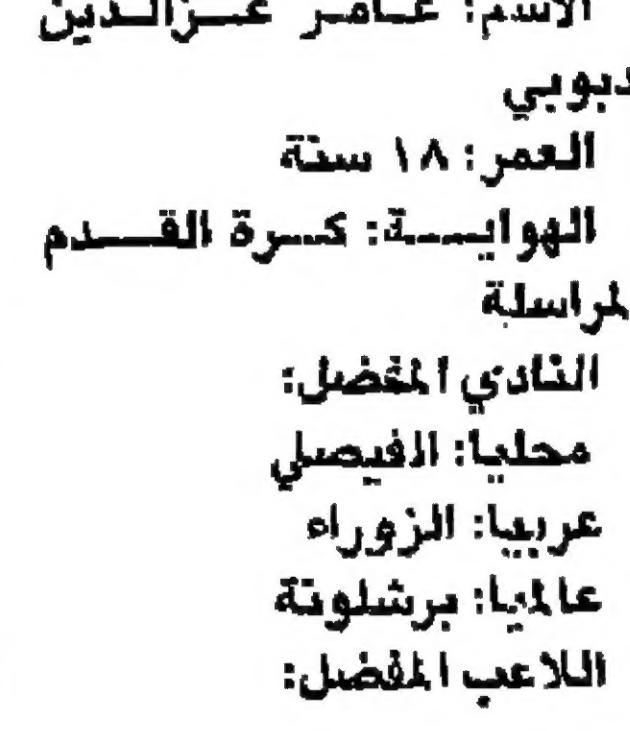 الاسم: عامر عزالدين
دبوبي
العمر: ١٨ سنة
الهواية: كرة القدم
لمراسلة
النادي المفضل:
محليا: الفيصلي
عربيا: الزوراء
عالميا: برشلونة
اللاعب المفضل: